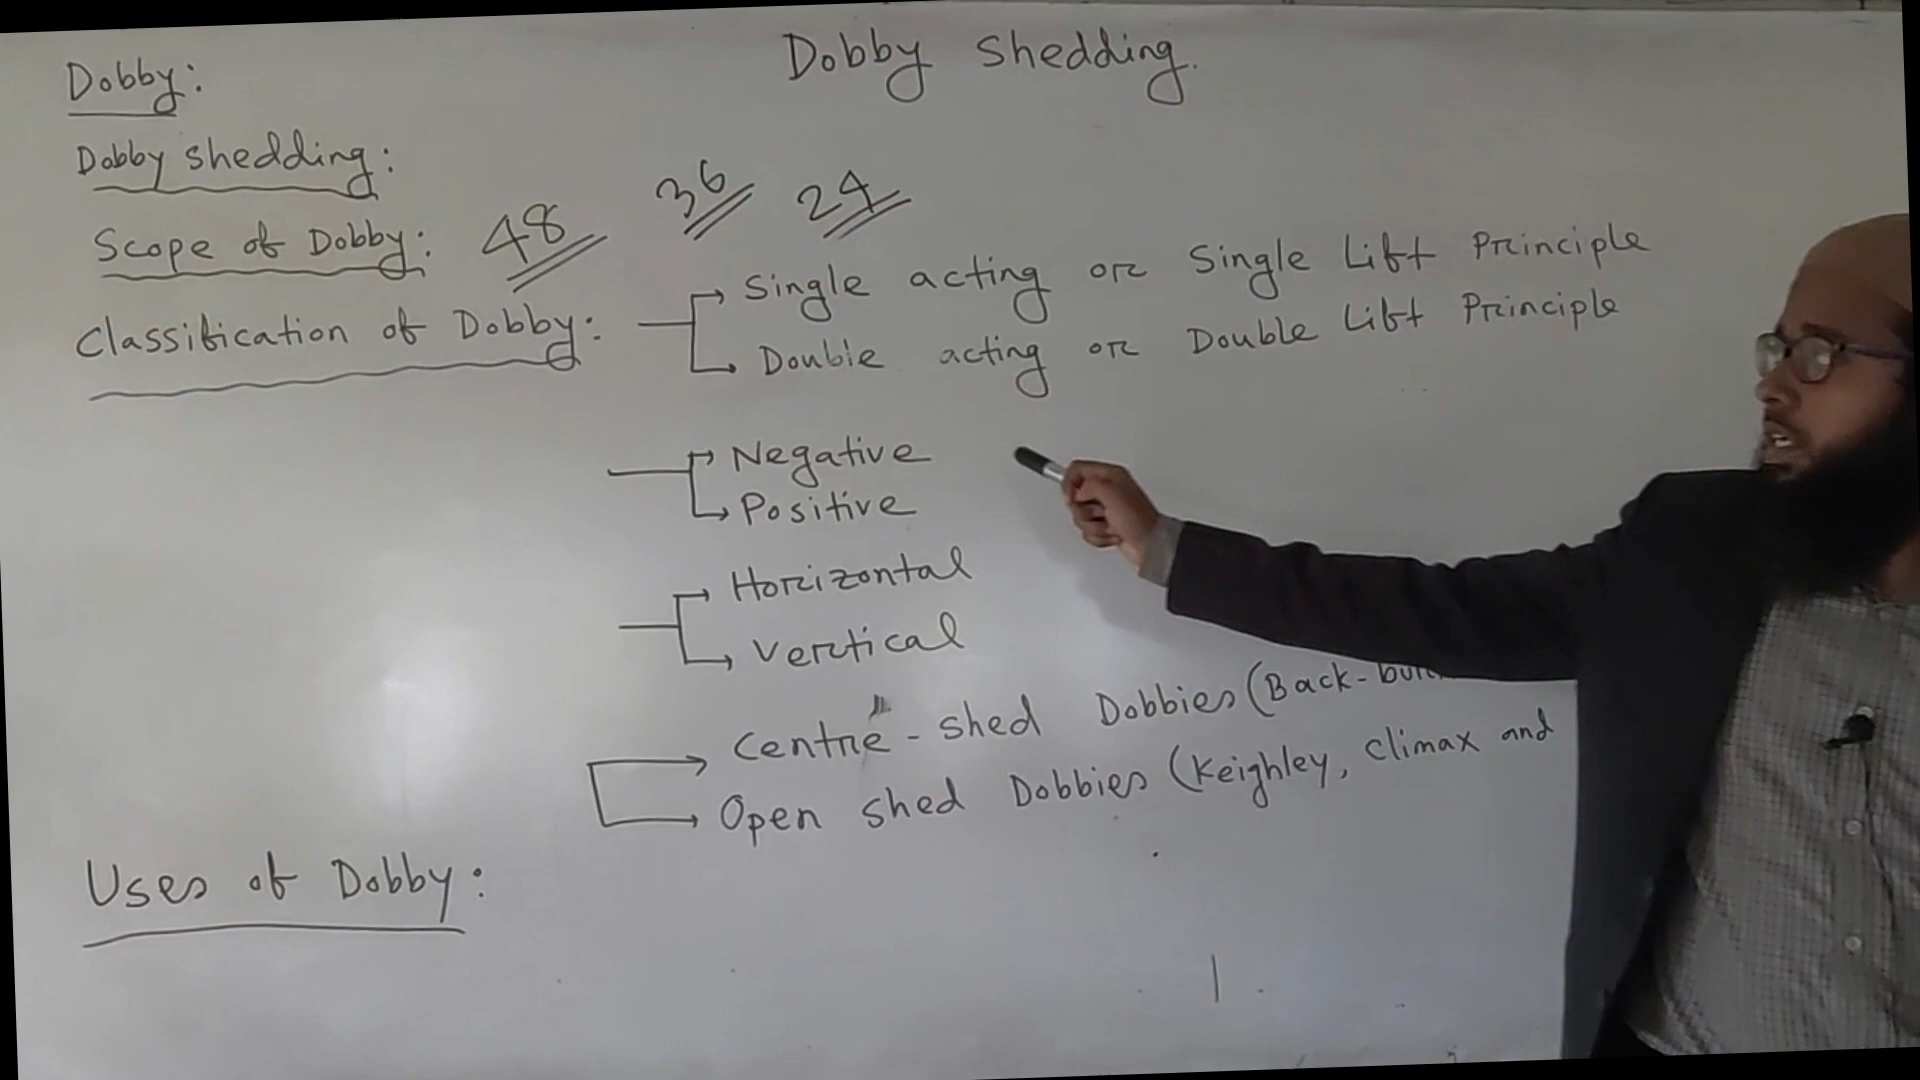 Dobby shedding.
Dobby:
Dobby shedding:
Scope of Dobby: 48 36 24
Classification of Dobby:
Single acting or Single Lift Principle
Double acting or Double Lift Principle
Negative
Positive
Horizontal
Vertical
Centre-shed Dobbies (Back-
Open shed Dobbies (Keighley, Climax and
Uses of Dobby: